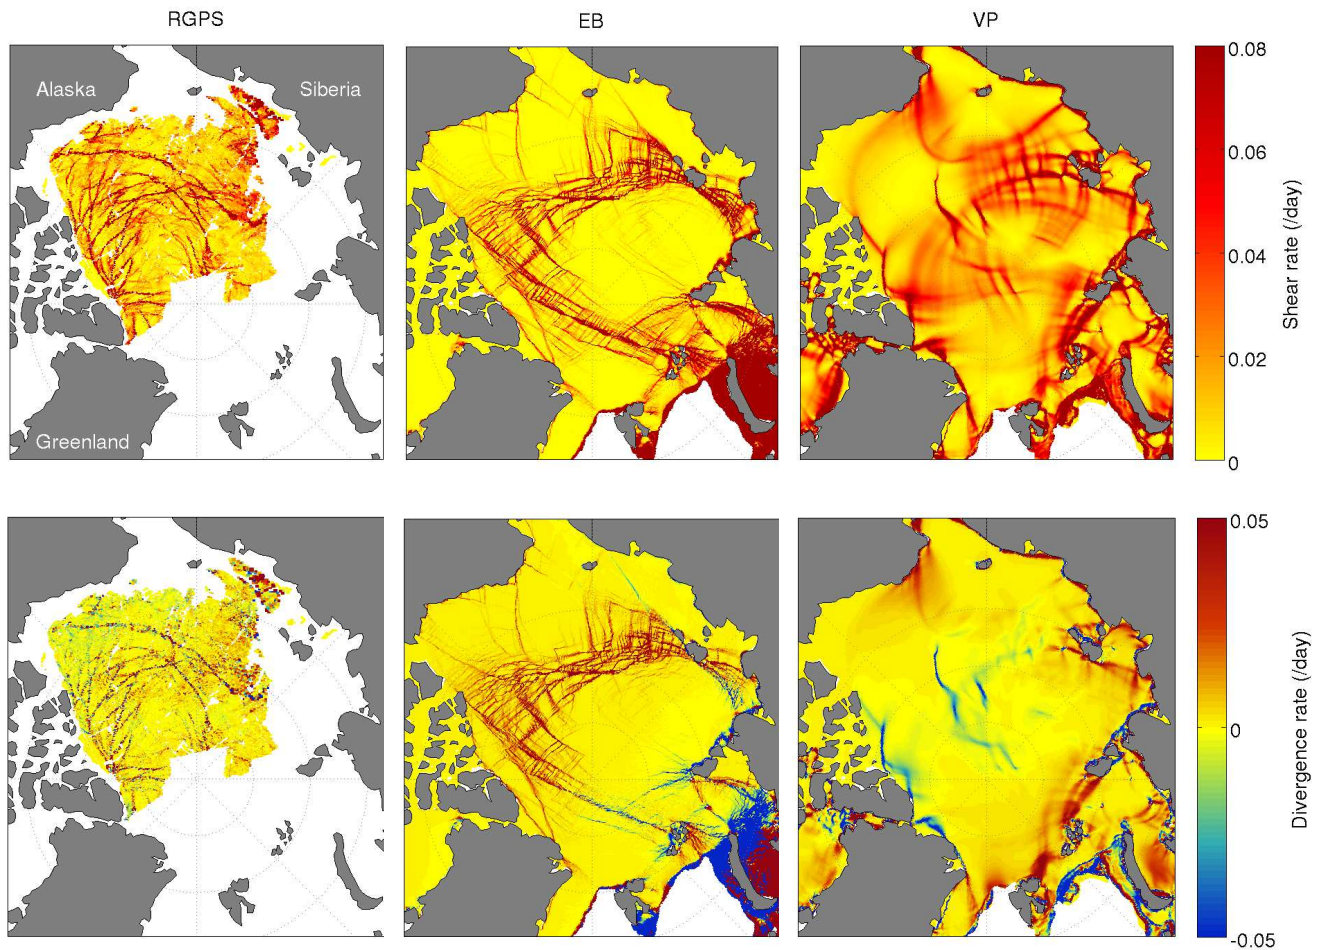 RGPS EB VP
Alaska Siberia
Greenland
0.08
0.06
0.04
0.02
0
Shear rate (/day)
0.05
0
-0.05
Divergence rate (/day)